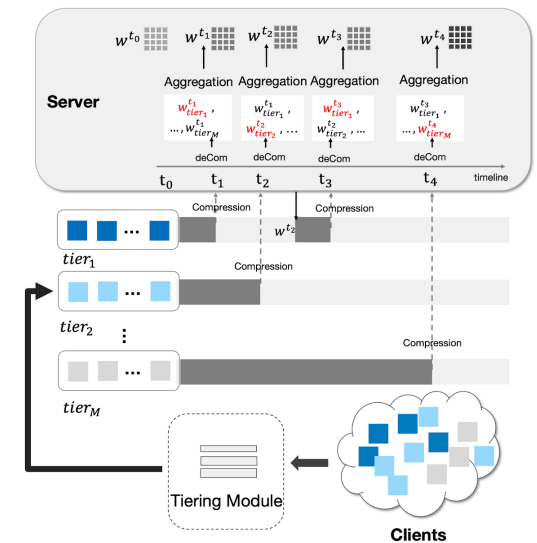 w^{t_0} w^{t_1} w^{t_2} w^{t_3} w^{t_4}
Aggregation Aggregation Aggregation Aggregation
Server
w^{t_1}_{tier_1} , w^{t_1}_{tier_1} , w^{t_3}_{tier_1} , w^{t_3}_{tier_1} ,
..., w^{t_1}_{tier_M} w^{t_2}_{tier_2} , ... w^{t_2}_{tier_2} , ... ..., w^{t_4}_{tier_M}
deCom deCom deCom deCom
t_0 t_1 t_2 t_3 t_4 timeline
Compression Compression
w^{t_2}
tier_1
Compression
tier_2
Compression
tier_M
Tiering Module
Clients